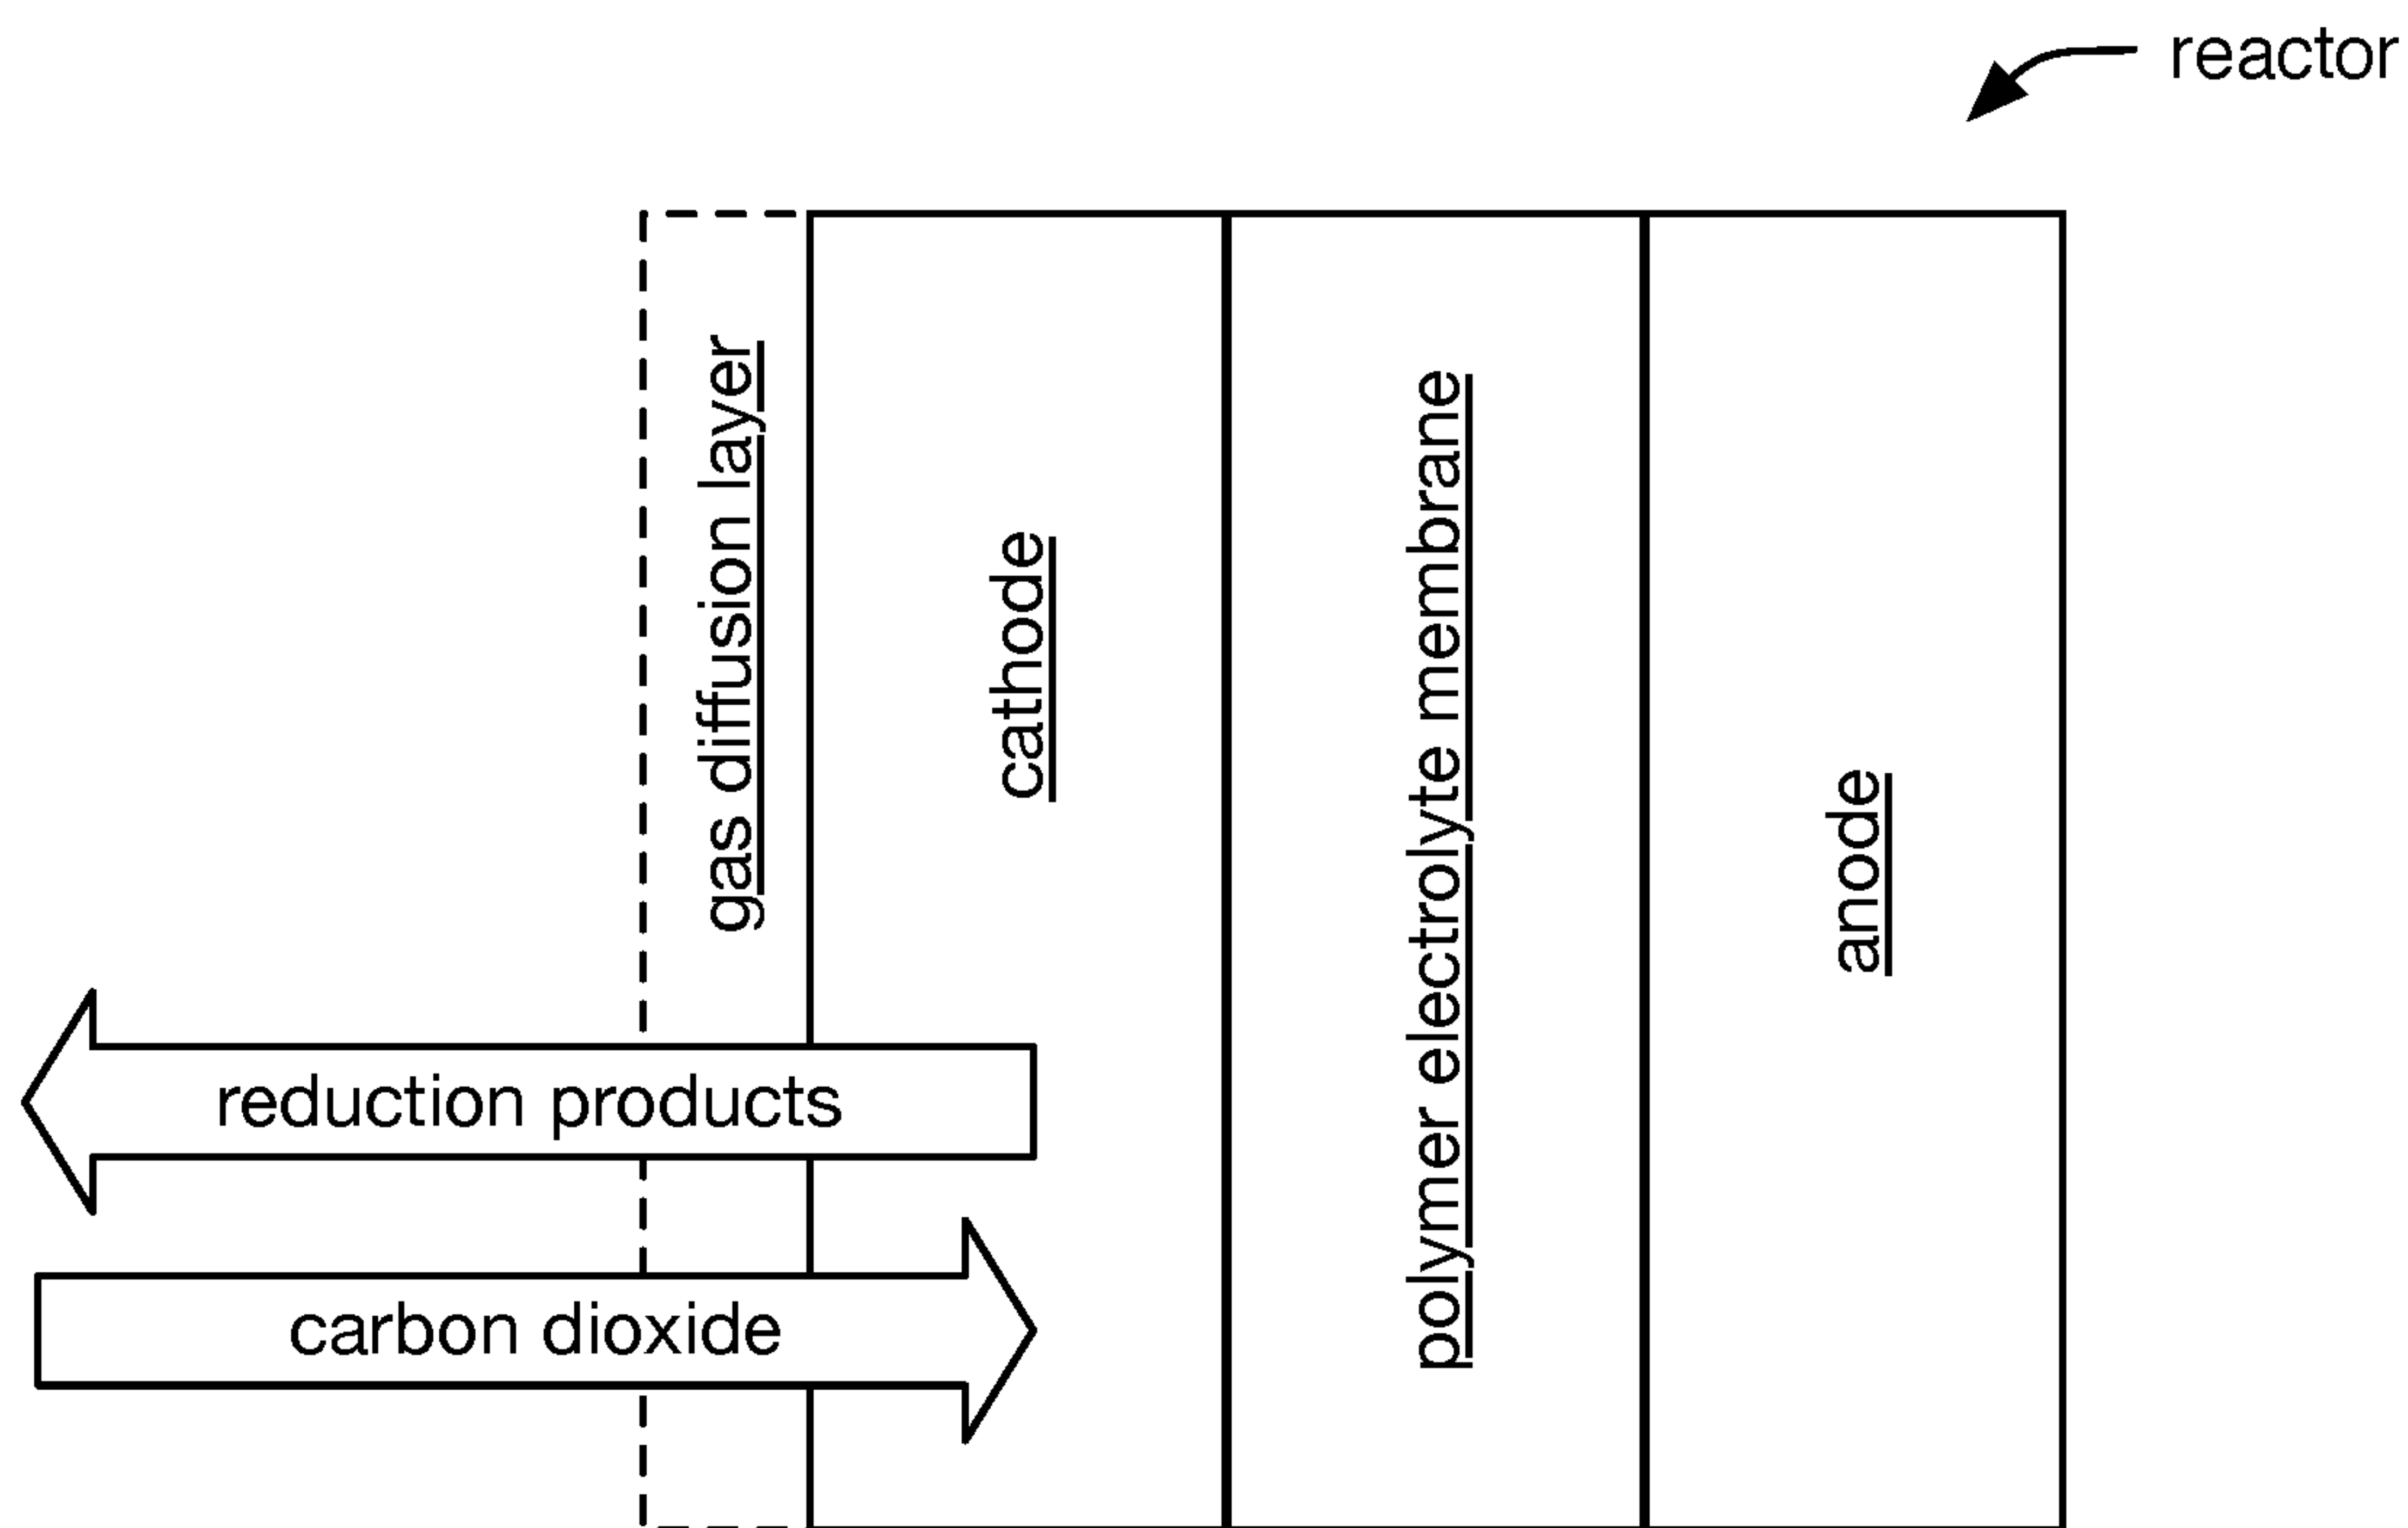 reactor
gas diffusion layer
cathode
polymer electrolyte membrane
anode
reduction products
carbon dioxide